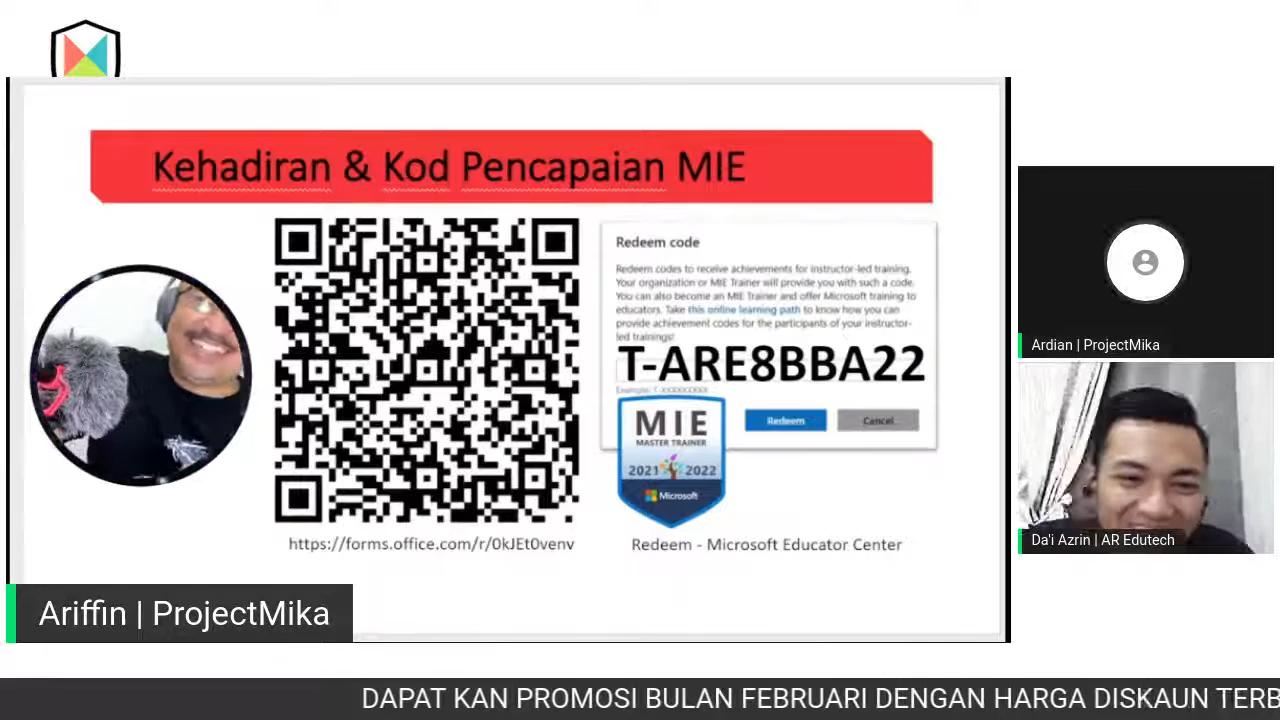 Kehadiran & Kod Pencapaian MIE
Redeem code
Redeem codes to receive achievements for instructor-led training.
Your organization or MIE Trainer will provide you with such a code.
You can also become an MIE Trainer and offer Microsoft training to
educators. Take this online learning path to know how you can
provide achievement codes for the participants of your instructor-
led trainings!
T-ARE8BBA22
MIE
MASTER TRAINER
2021 2022
Microsoft
Redeem
Cancel
https://forms.office.com/r/0kJEt0venv
Redeem - Microsoft Educator Center
Ariffin | ProjectMika
Ardian | ProjectMika
Da'i Azrin | AR Edutech
DAPAT KAN PROMOSI BULAN FEBRUARI DENGAN HARGA DISKAUN TERB